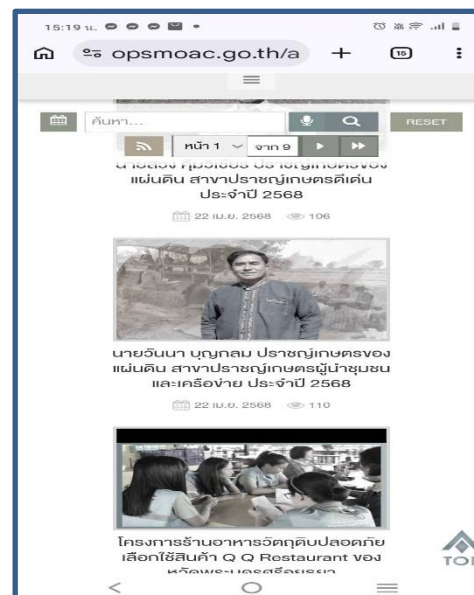 15:19 น.
opsmoac.go.th/a
15
ค้นหา...
RESET
หน้า 1
จาก 9
แผ่นดิน สาขาปราชญ์เกษตรดีเด่น
ประจำปี 2568
22 เม.ย. 2568 106
นายวันนา บุญกลม ปราชญ์เกษตรของ
แผ่นดิน สาขาปราชญ์เกษตรผู้นำชุมชน
และเครือข่าย ประจำปี 2568
22 เม.ย. 2568 110
โครงการร้านอาหารวัตถุดิบปลอดภัย
เลือกใช้สินค้า Q Q Restaurant ของ